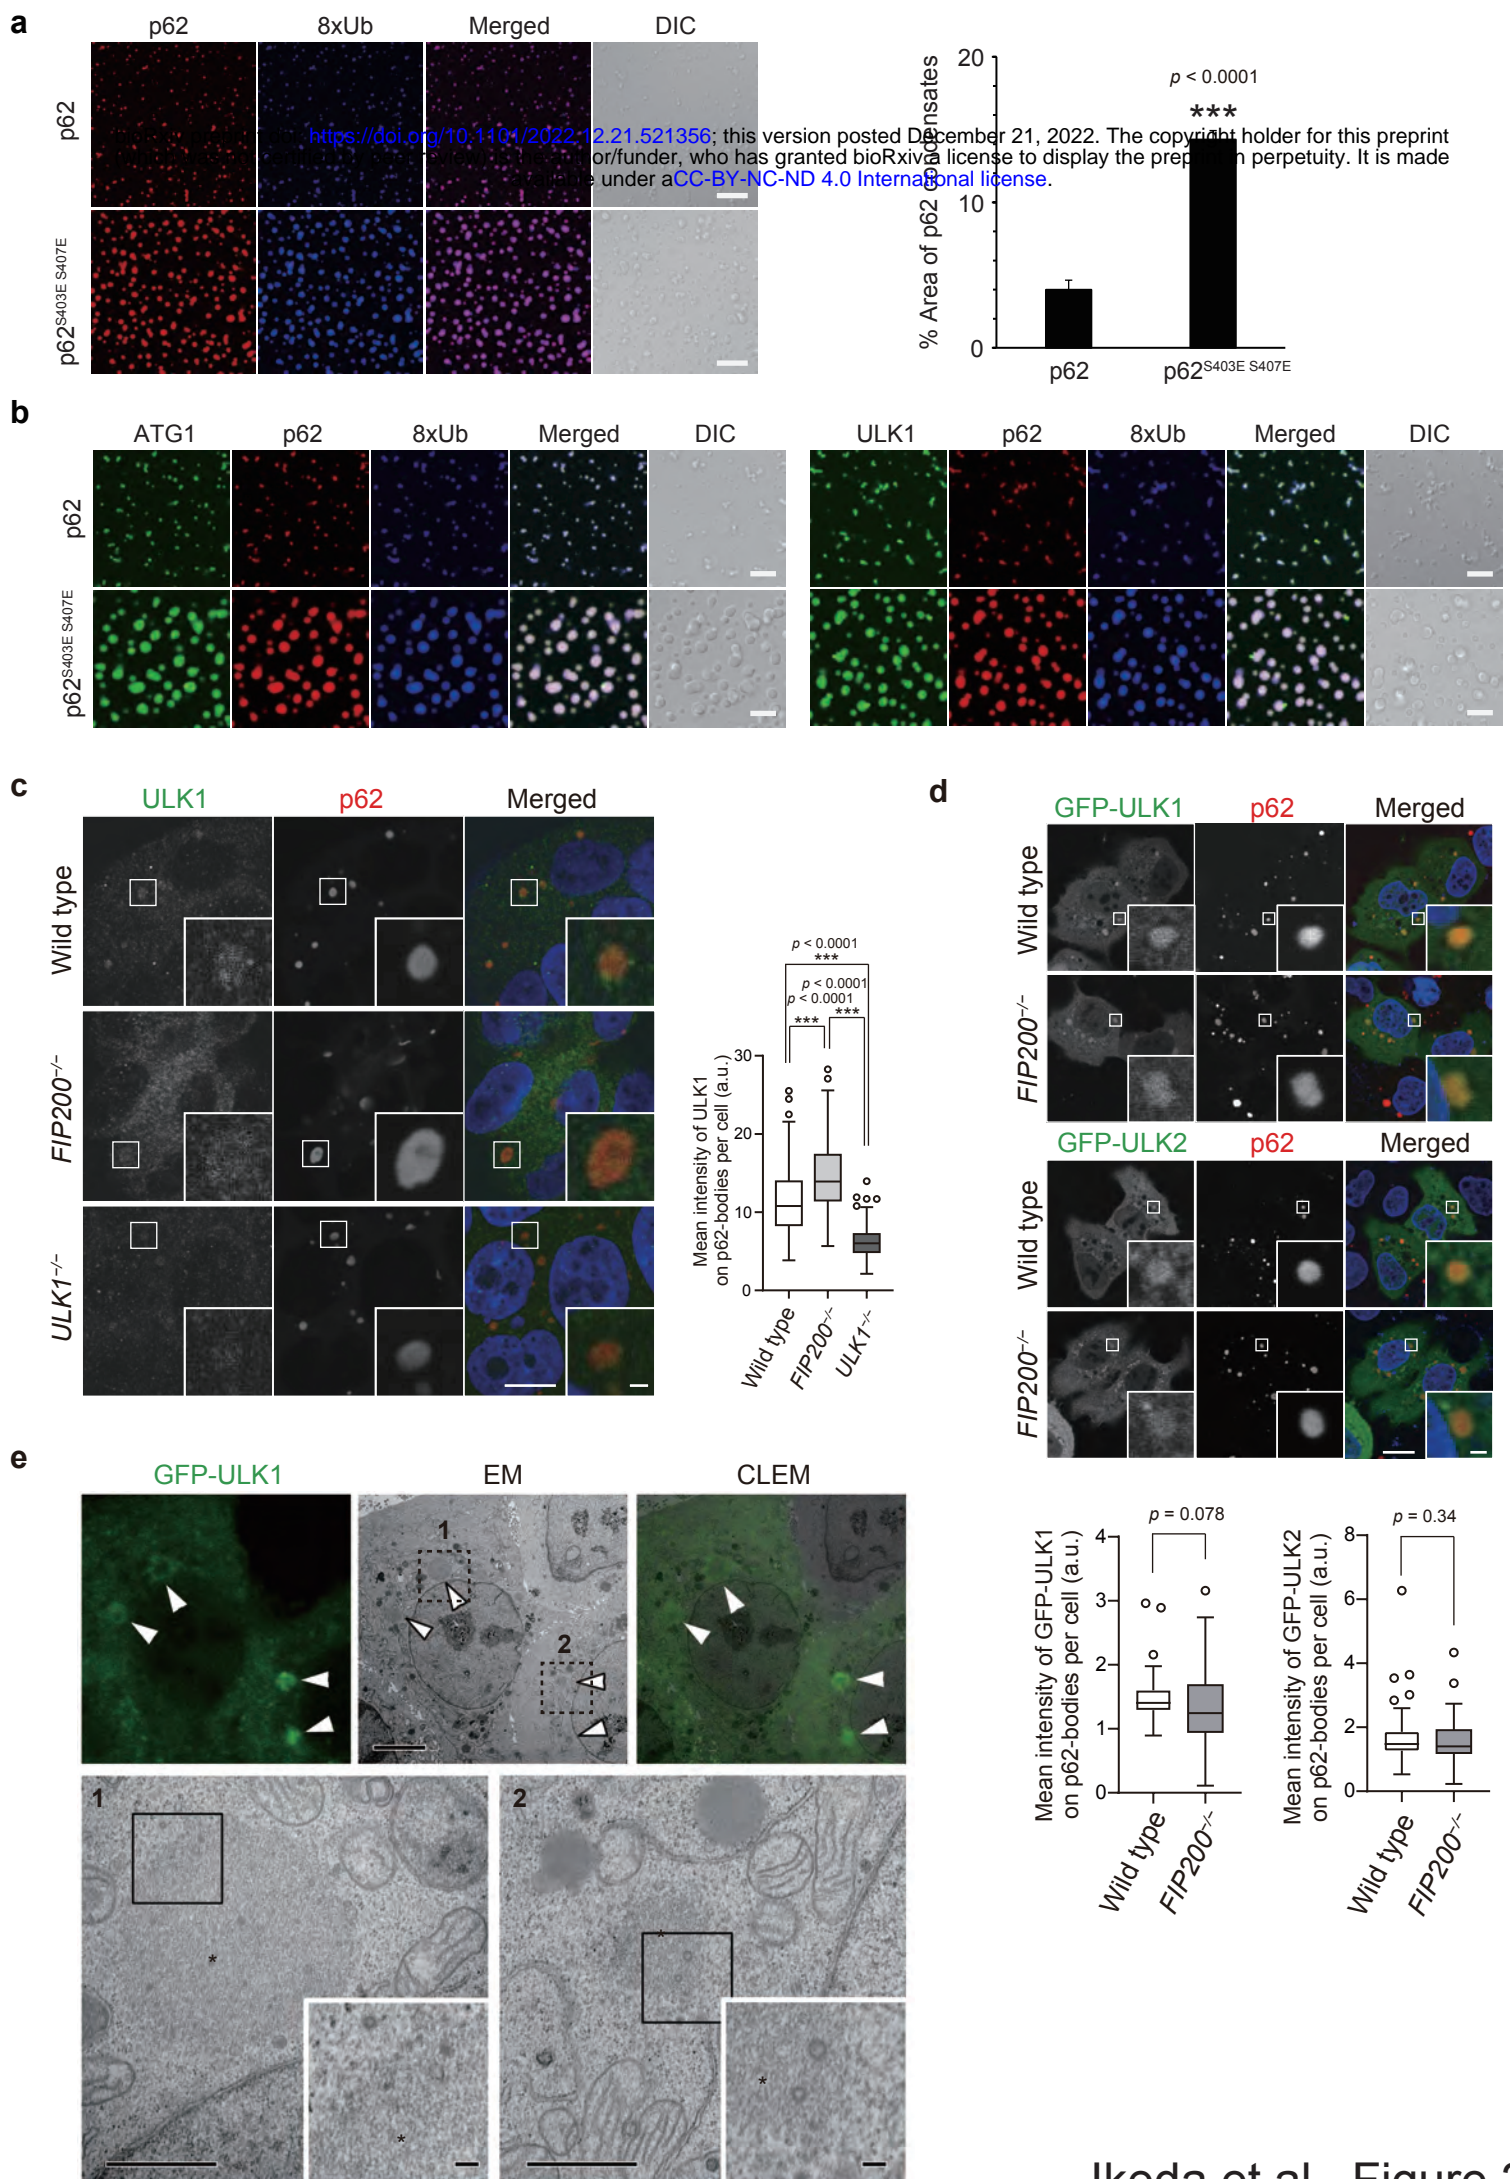 a
p62 8xUb Merged DIC
p62
p62S403E S407E
https://doi.org/10.1101/2022.12.21.521356; this version posted December 21, 2022. The copyright holder for this preprint
or/funder, who has granted bioRxiv a license to display the preprint in perpetuity. It is made
under aCC-BY-NC-ND 4.0 International license.
% Area of p62 condensates
20
10
0
p < 0.0001
***
p62 p62S403E S407E
b
ATG1 p62 8xUb Merged DIC
ULK1 p62 8xUb Merged DIC
p62
p62S403E S407E
c
ULK1 p62 Merged
Wild type
FIP200−/−
ULK1−/−
p < 0.0001
***
p < 0.0001
p < 0.0001
*** ***
Mean intensity of ULK1
on p62-bodies per cell (a.u.)
30
20
10
0
Wild type FIP200−/− ULK1−/−
d
GFP-ULK1 p62 Merged
Wild type
FIP200−/−
GFP-ULK2 p62 Merged
Wild type
FIP200−/−
p = 0.078
Mean intensity of GFP-ULK1
on p62-bodies per cell (a.u.)
4
3
2
1
0
Wild type FIP200−/−
p = 0.34
Mean intensity of GFP-ULK2
on p62-bodies per cell (a.u.)
8
6
4
2
0
Wild type FIP200−/−
e
GFP-ULK1 EM CLEM
1
2
1
*
*
2
*
*
Ikeda et al., Figure